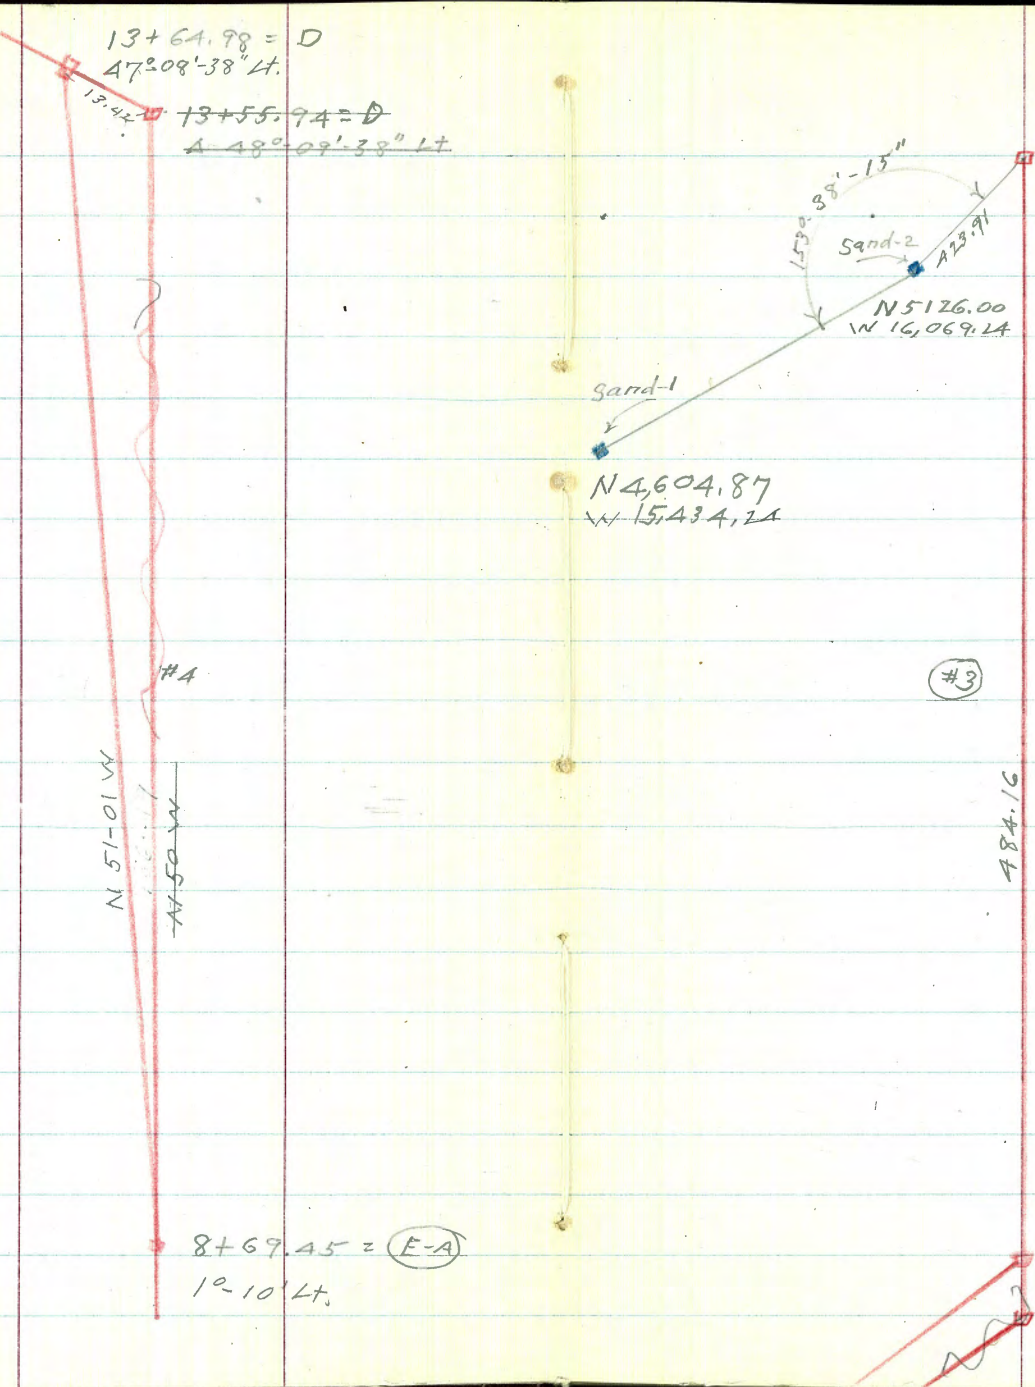 13+64.98 = D
47°-08'-38" Lt.
13.42
13+55.94 = D
A 48°-09'-38" Lt
153°-38'-15"
Sand-2
A23.91
N 5126.00
W 16,069.24
Sand-1
N 4,604.87
W 15,434.24
#4
#3
N 51-01 W
N 50 W
484.16
8+69.45 = E-A
1°-10' Lt.